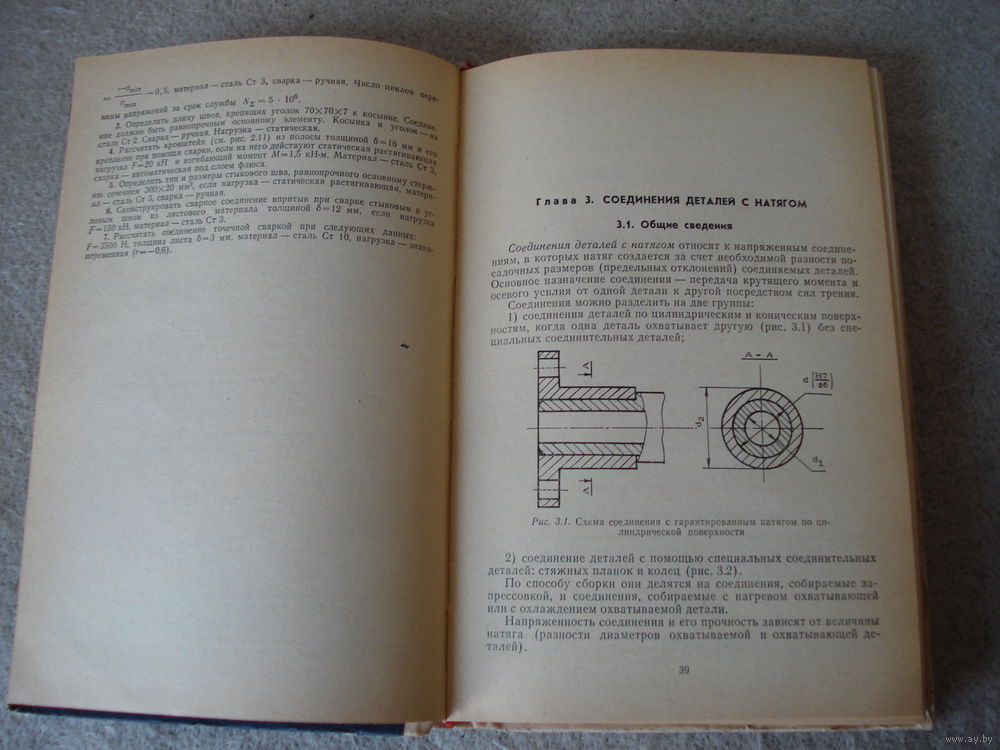 = −σmin / σmax −0,5, материал — сталь Ст 3, сварка — ручная. Число циклов пере-
мены напряжений за срок службы NΣ = 5 · 10⁶.
3. Определить длину швов, крепящих уголок 70×70×7 к косынке. Соедине-
ние должно быть равнопрочным основному элементу. Косынка и уголок — из
стали Ст 2. Сварка — ручная. Нагрузка — статическая.
4. Рассчитать кронштейн (см. рис. 2.11) из полосы толщиной δ=16 мм и его
крепление при помощи сварки, если на него действуют статическая растягивающая
нагрузка F=20 кН и изгибающий момент M=1,5 кН·м. Материал — сталь Ст 3,
сварка — автоматическая под слоем флюса.
5. Определить тип и размеры стыкового шва, равнопрочного основному стерж-
ню сечением 300×20 мм², если нагрузка — статическая растягивающая, матери-
ал — сталь Ст 3, сварка — ручная.
6. Сконструировать сварное соединение впритык при сварке стыковым и уг-
ловым швом из листового материала толщиной δ=12 мм, если нагрузка
F=150 кН, материал — сталь Ст 3.
7. Рассчитать соединение точечной сваркой при следующих данных:
F=3500 Н, толщина листа δ=3 мм, материал — сталь Ст 10, нагрузка — знако-
переменная (r=−0,6).
Глава 3. СОЕДИНЕНИЯ ДЕТАЛЕЙ С НАТЯГОМ
3.1. Общие сведения
Соединения деталей с натягом относят к напряженным соедине-
ниям, в которых натяг создается за счет необходимой разности по-
садочных размеров (предельных отклонений) соединяемых деталей.
Основное назначение соединения — передача крутящего момента и
осевого усилия от одной детали к другой посредством сил трения.
Соединения можно разделить на две группы:
1) соединения деталей по цилиндрическим и коническим поверх-
ностям, когда одна деталь охватывает другую (рис. 3.1) без спе-
циальных соединительных деталей;
А
А – А
d [H7/s6]
d2
d1
А
Рис. 3.1. Схема соединения с гарантированным натягом по ци-
линдрической поверхности
2) соединение деталей с помощью специальных соединительных
деталей: стяжных планок и колец (рис. 3.2).
По способу сборки они делятся на соединения, собираемые за-
прессовкой, и соединения, собираемые с нагревом охватывающей
или с охлаждением охватываемой детали.
Напряженность соединения и его прочность зависят от величины
натяга (разности диаметров охватываемой и охватывающей де-
талей).
39
www.ay.by